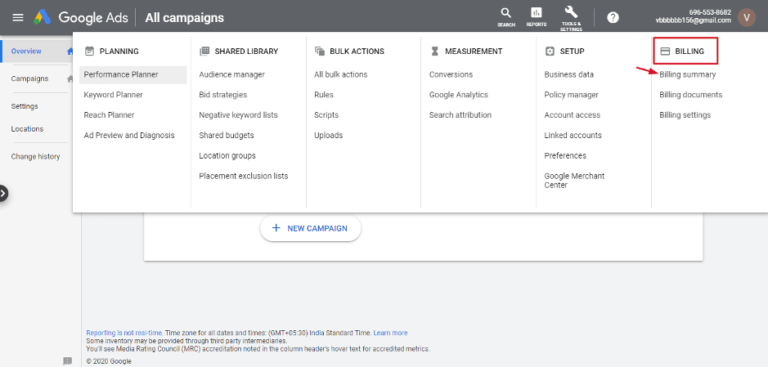 Google Ads
All campaigns
SEARCH
REPORTS
TOOLS & SETTINGS
696-553-8682
vbbbbbb156@gmail.com
V
Overview
Campaigns
Settings
Locations
Change history
PLANNING
Performance Planner
Keyword Planner
Reach Planner
Ad Preview and Diagnosis
SHARED LIBRARY
Audience manager
Bid strategies
Negative keyword lists
Shared budgets
Location groups
Placement exclusion lists
BULK ACTIONS
All bulk actions
Rules
Scripts
Uploads
MEASUREMENT
Conversions
Google Analytics
Search attribution
SETUP
Business data
Policy manager
Account access
Linked accounts
Preferences
Google Merchant
Center
BILLING
Billing summary
Billing documents
Billing settings
+ NEW CAMPAIGN
Reporting is not real-time. Time zone for all dates and times: (GMT+05:30) India Standard Time. Learn more
Some inventory may be provided through third party intermediaries.
You'll see Media Rating Council (MRC) accreditation noted in the column header's hover text for accredited metrics.
© 2020 Google